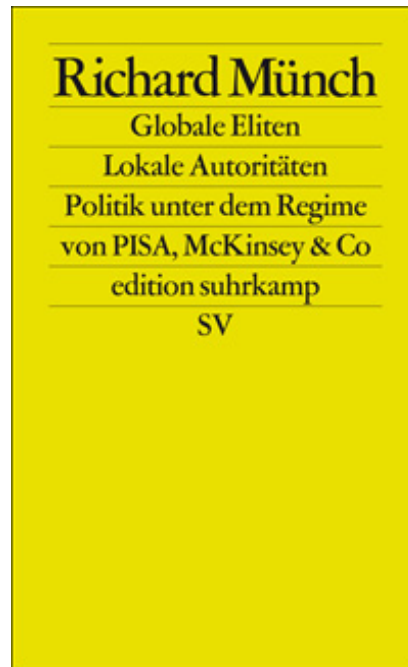 Richard Münch
Globale Eliten
Lokale Autoritäten
Politik unter dem Regime
von PISA, McKinsey & Co
edition suhrkamp
SV